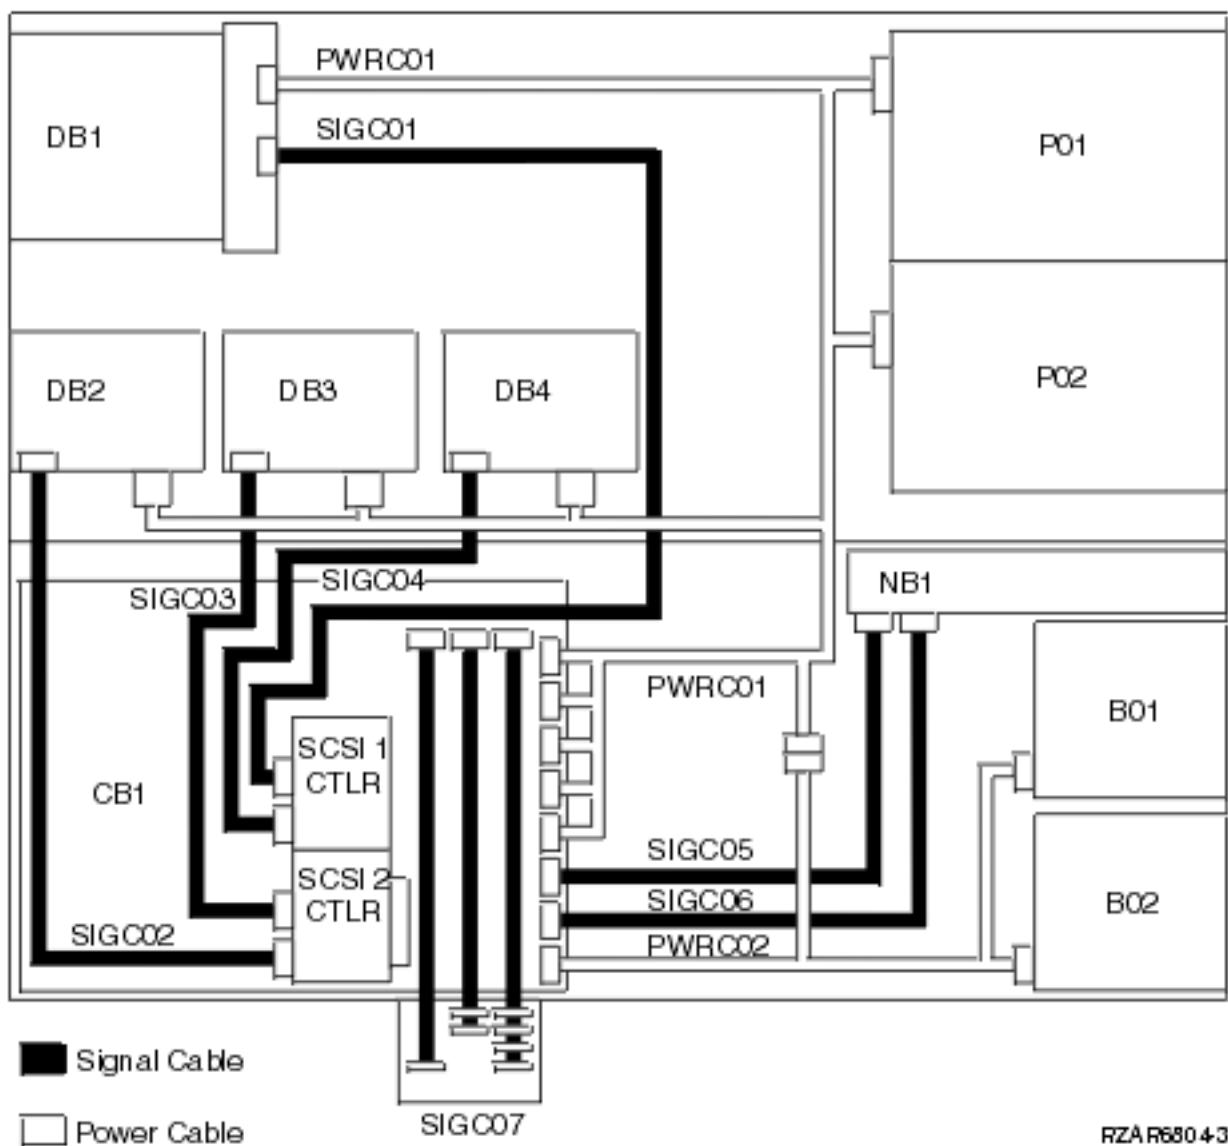 PWRC01
SIGC01
DB1
P01
DB2
DB3
DB4
P02
SIGC03
SIGC04
NB1
PWRC01
B01
SCSI 1
CTLR
CB1
SIGC05
SCSI 2
CTLR
SIGC06
B02
SIGC02
PWRC02
Signal Cable
SIGC07
Power Cable
RZAR6804-3